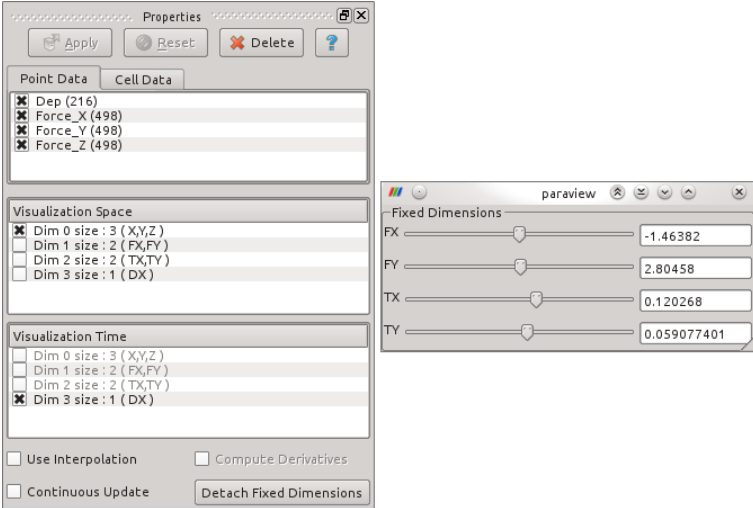 Properties
Apply
Reset
Delete
?
Point Data
Cell Data
Dep (216)
Force_X (498)
Force_Y (498)
Force_Z (498)
Visualization Space
Dim 0 size : 3 ( X,Y,Z )
Dim 1 size : 2 ( FX,FY )
Dim 2 size : 2 ( TX,TY )
Dim 3 size : 1 ( DX )
Visualization Time
Dim 0 size : 3 ( X,Y,Z )
Dim 1 size : 2 ( FX,FY )
Dim 2 size : 2 ( TX,TY )
Dim 3 size : 1 ( DX )
Use Interpolation
Compute Derivatives
Continuous Update
Detach Fixed Dimensions
paraview
Fixed Dimensions
FX -1.46382
FY 2.80458
TX 0.120268
TY 0.059077401